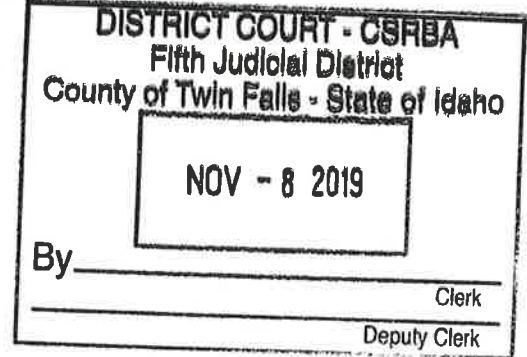 DISTRICT COURT - CSRBA
Fifth Judicial District
County of Twin Falls - State of Idaho
NOV - 8 2019
By
Clerk
Deputy Clerk